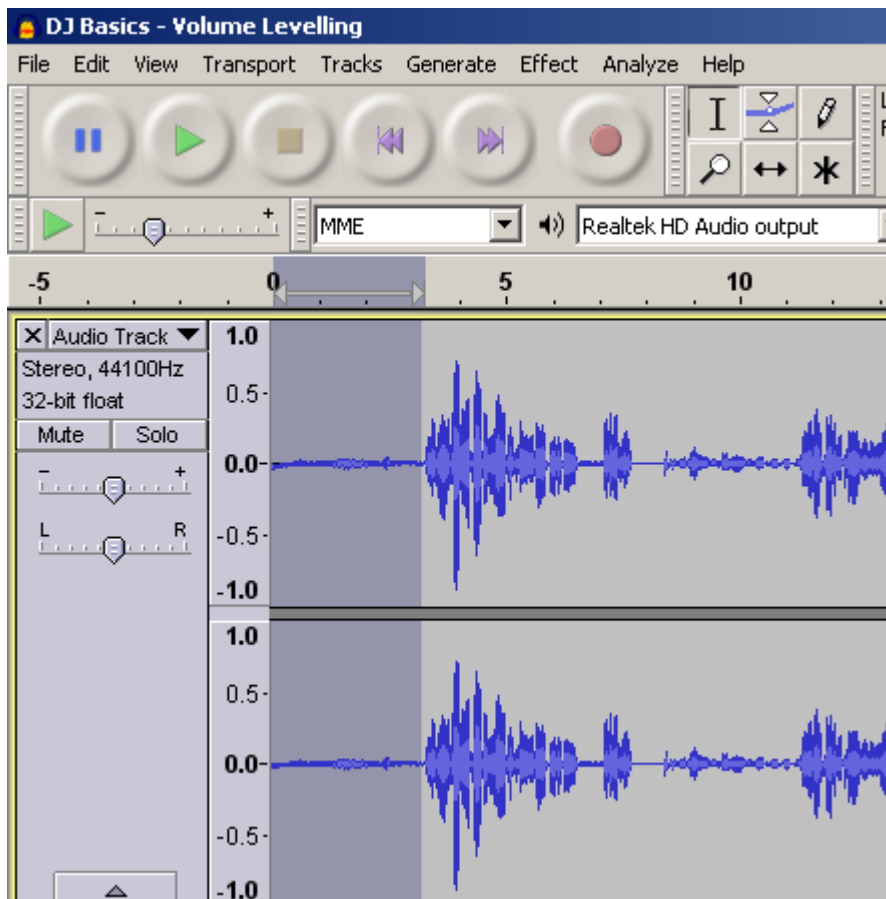 DJ Basics - Volume Levelling
File Edit View Transport Tracks Generate Effect Analyze Help
- + MME Realtek HD Audio output
-5 0 5 10
X Audio Track
Stereo, 44100Hz
32-bit float
Mute Solo
- +
L R
1.0
0.5-
0.0-
-0.5-
-1.0
1.0
0.5-
0.0-
-0.5-
-1.0